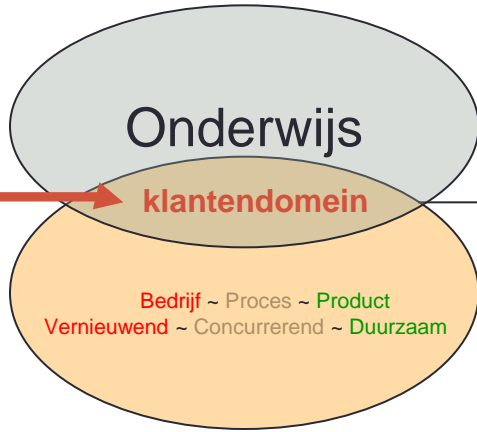 Onderwijs
klantendomein
Bedrijf ~ Proces ~ Product
Vernieuwend ~ Concurrerend ~ Duurzaam